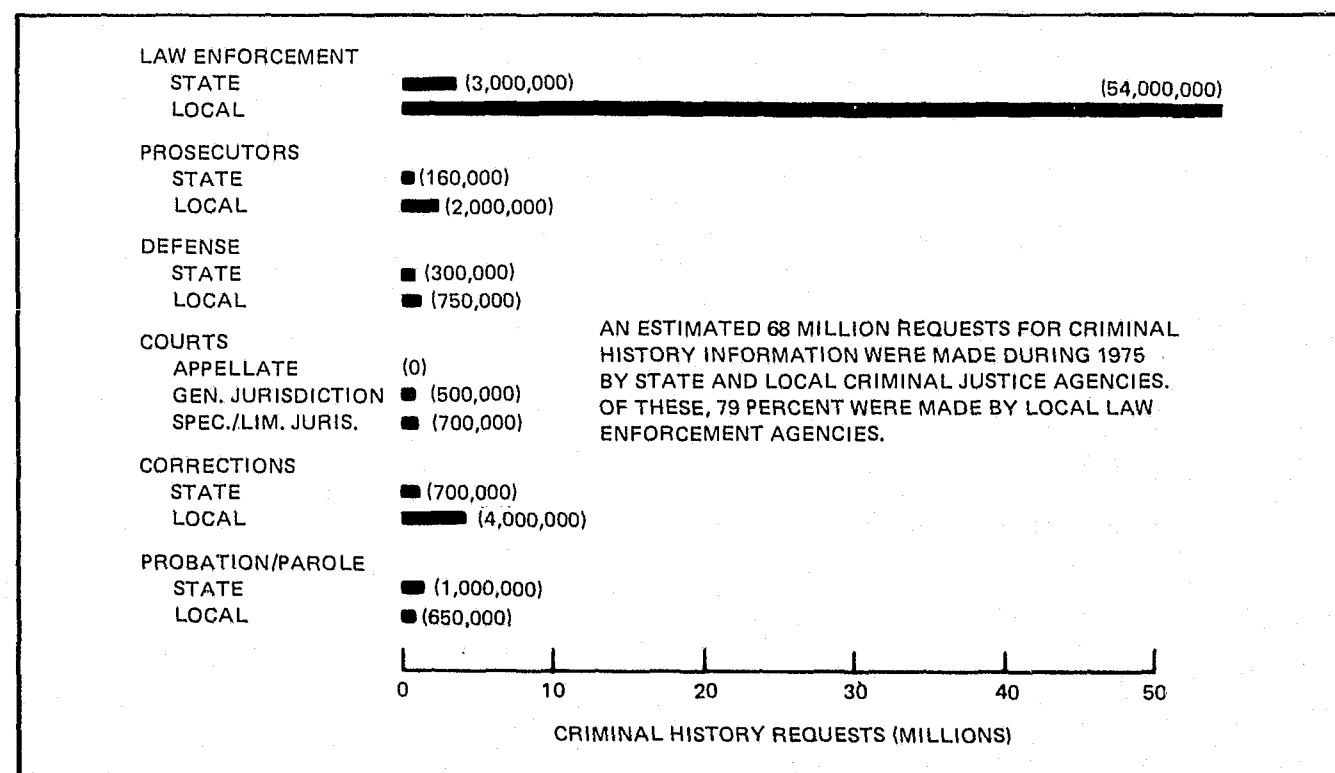 LAW ENFORCEMENT
STATE (3,000,000)
LOCAL (54,000,000)
PROSECUTORS
STATE (160,000)
LOCAL (2,000,000)
DEFENSE
STATE (300,000)
LOCAL (750,000)
COURTS
APPELLATE (0)
GEN. JURISDICTION (500,000)
SPEC./LIM. JURIS. (700,000)
AN ESTIMATED 68 MILLION REQUESTS FOR CRIMINAL
HISTORY INFORMATION WERE MADE DURING 1975
BY STATE AND LOCAL CRIMINAL JUSTICE AGENCIES.
OF THESE, 79 PERCENT WERE MADE BY LOCAL LAW
ENFORCEMENT AGENCIES.
CORRECTIONS
STATE (700,000)
LOCAL (4,000,000)
PROBATION/PAROLE
STATE (1,000,000)
LOCAL (650,000)
0 10 20 30 40 50
CRIMINAL HISTORY REQUESTS (MILLIONS)